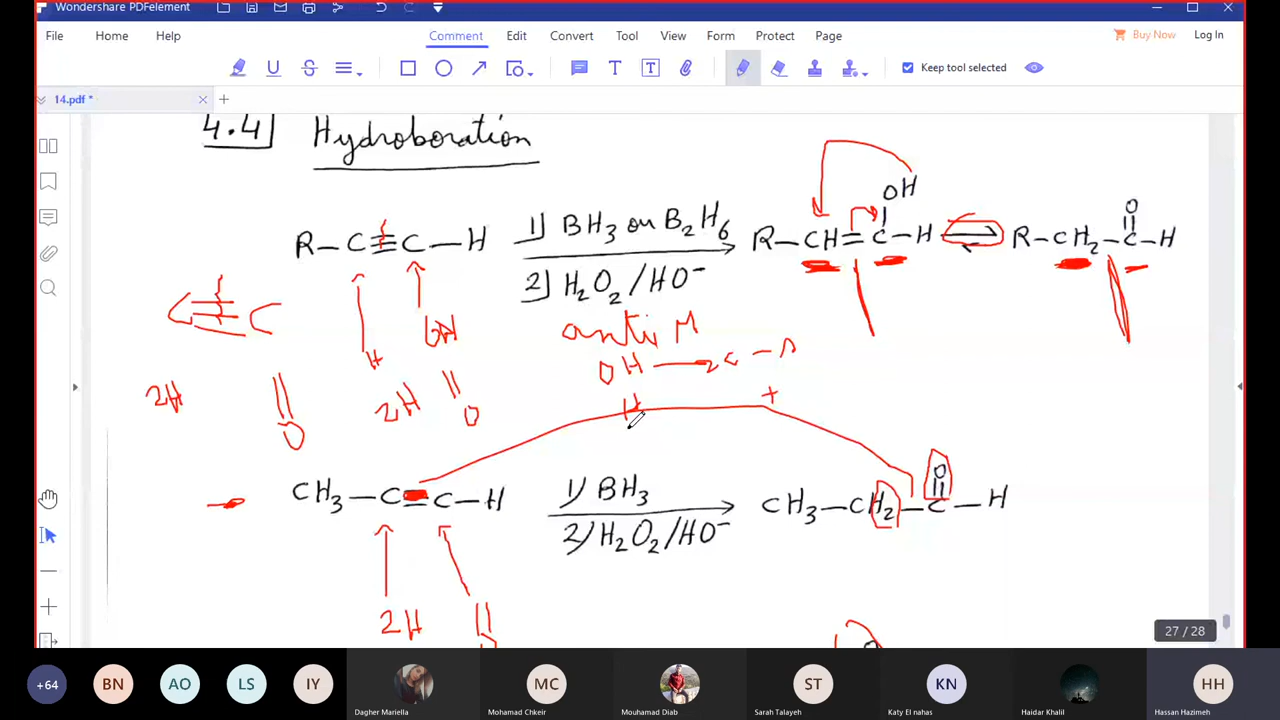 Wondershare PDFelement
File Home Help Comment Edit Convert Tool View Form Protect Page Buy Now Log In
Keep tool selected
14.pdf *
4.4 Hydroboration
R—C≡C—H 1) BH3 or B2H6 R—CH=C—H ⇌ R—CH2—C—H
OH O
2) H2O2/HO-
C C
H OH anti M
OH
2H O 2H O H +
CH3—C≡C—H 1) BH3 CH3—CH2—C—H
O
2) H2O2/HO-
2H
27 / 28
+64 BN AO LS IY MC ST KN HH
Dagher Mariella Mohamad Chkeir Mouhamad Diab Sarah Talayeh Katy El nahas Haidar Khalil Hassan Hazimeh